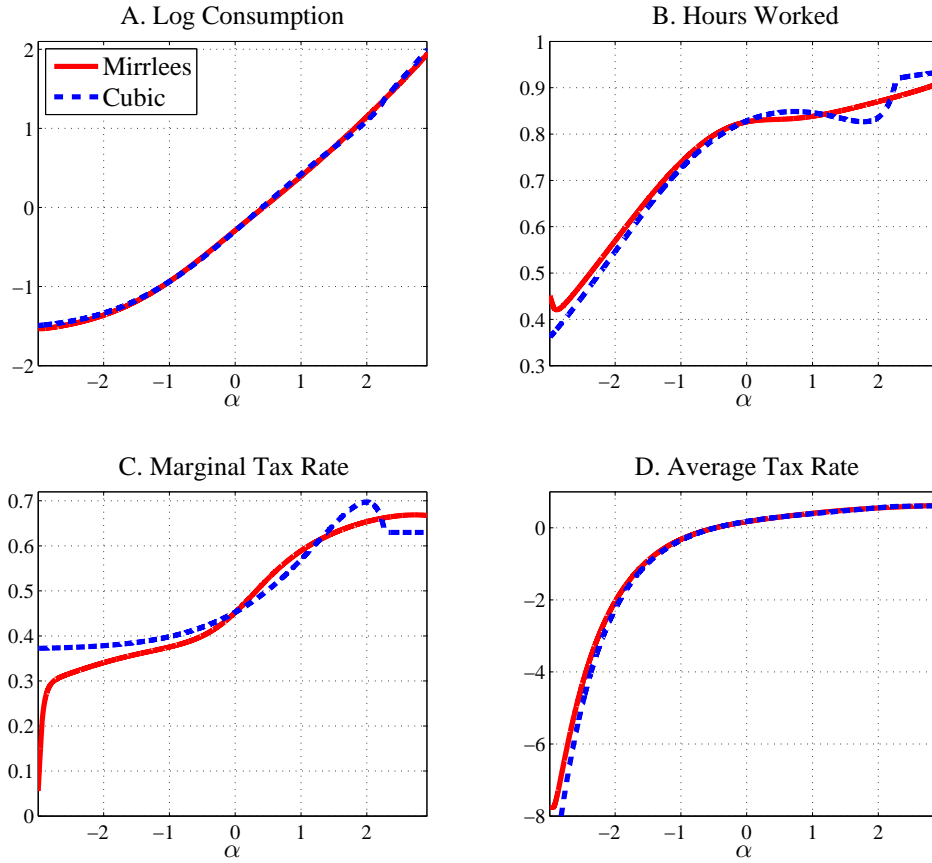 A. Log Consumption
2
1
0
−1
−2
−2 −1 0 1 2
α
Mirrlees
Cubic
B. Hours Worked
1
0.9
0.8
0.7
0.6
0.5
0.4
0.3
−2 −1 0 1 2
α
C. Marginal Tax Rate
0.7
0.6
0.5
0.4
0.3
0.2
0.1
0
−2 −1 0 1 2
α
D. Average Tax Rate
0
−2
−4
−6
−8
−2 −1 0 1 2
α